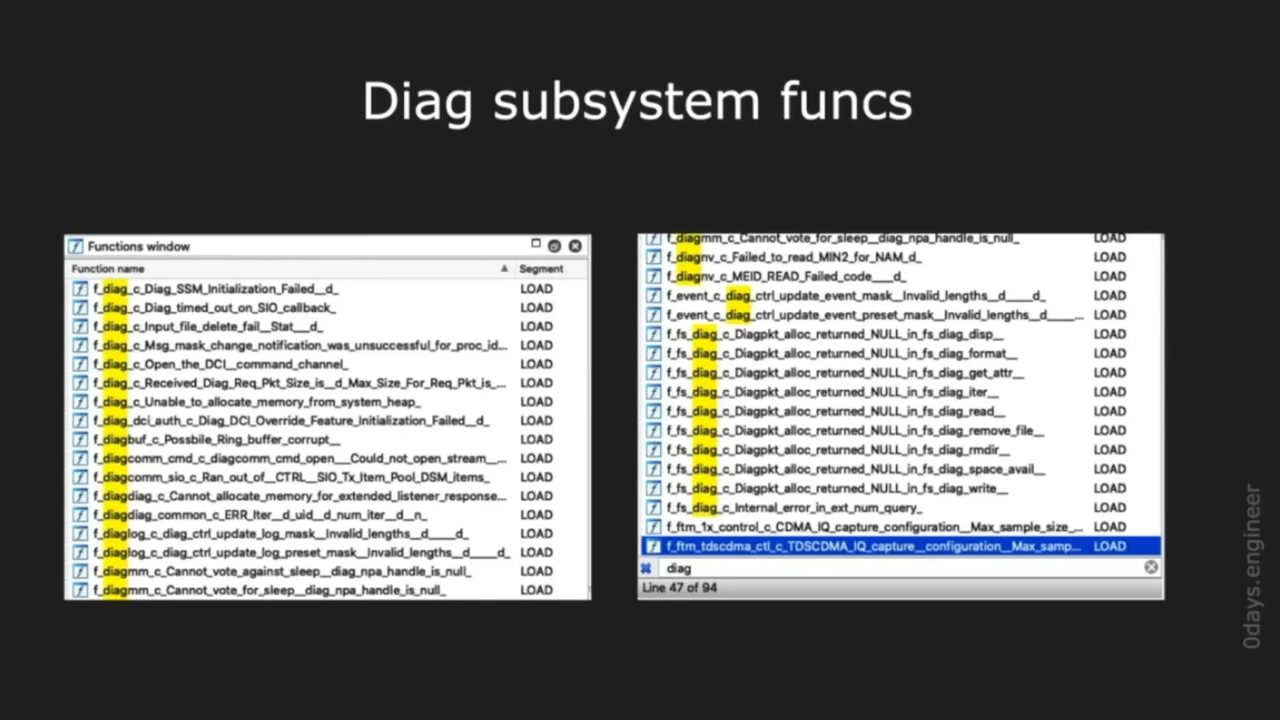 Diag subsystem funcs
Functions window
Function name Segment
f_diag_c_Diag_SSM_Initialization_Failed__d_ LOAD
f_diag_c_Diag_timed_out_on_SIO_callback_ LOAD
f_diag_c_Input_file_delete_fail__Stat___d_ LOAD
f_diag_c_Msg_mask_change_notification_was_unsuccessful_for_proc_id... LOAD
f_diag_c_Open_the_DCI__command_channel_ LOAD
f_diag_c_Received_Diag_Req_Pkt_Size_is__d_Max_Size_For_Req_Pkt_is_... LOAD
f_diag_c_Unable_to_allocate_memory_from_system_heap_ LOAD
f_diag_dci_auth_c_Diag_DCI_Override_Feature_Initialization_Failed__d_ LOAD
f_diagbuf_c_Possbile_Ring_buffer_corrupt__ LOAD
f_diagcomm_cmd_c_diagcomm_cmd_open___Could_not_open_stream__... LOAD
f_diagcomm_sio_c_Ran_out_of__CTRL__SIO_Tx_Item_Pool_DSM_items_ LOAD
f_diagdiag_c_Cannot_allocate_memory_for_extended_listener_response... LOAD
f_diagdiag_common_c_ERR_Iter__d_uid__d_num_iter__d__n_ LOAD
f_diaglog_c_diag_ctrl_update_log_mask__Invalid_lengths__d____d_ LOAD
f_diaglog_c_diag_ctrl_update_log_preset_mask__Invalid_lengths__d____d_ LOAD
f_diagmm_c_Cannot_vote_against_sleep__diag_npa_handle_is_null_ LOAD
f_diagmm_c_Cannot_vote_for_sleep__diag_npa_handle_is_null_ LOAD
f_diagmm_c_Cannot_vote_for_sleep__diag_npa_handle_is_null_ LOAD
f_diagnv_c_Failed_to_read_MIN2_for_NAM_d_ LOAD
f_diagnv_c_MEID_READ_Failed_code____d_ LOAD
f_event_c_diag_ctrl_update_event_mask__Invalid_lengths__d____d_ LOAD
f_event_c_diag_ctrl_update_event_preset_mask__Invalid_lengths__d____... LOAD
f_fs_diag_c_Diagpkt_alloc_returned_NULL_in_fs_diag_disp__ LOAD
f_fs_diag_c_Diagpkt_alloc_returned_NULL_in_fs_diag_format__ LOAD
f_fs_diag_c_Diagpkt_alloc_returned_NULL_in_fs_diag_get_attr__ LOAD
f_fs_diag_c_Diagpkt_alloc_returned_NULL_in_fs_diag_iter__ LOAD
f_fs_diag_c_Diagpkt_alloc_returned_NULL_in_fs_diag_read__ LOAD
f_fs_diag_c_Diagpkt_alloc_returned_NULL_in_fs_diag_remove_file__ LOAD
f_fs_diag_c_Diagpkt_alloc_returned_NULL_in_fs_diag_rmdir__ LOAD
f_fs_diag_c_Diagpkt_alloc_returned_NULL_in_fs_diag_space_avail__ LOAD
f_fs_diag_c_Diagpkt_alloc_returned_NULL_in_fs_diag_write__ LOAD
f_fs_diag_c_Internal_error_in_ext_num_query_ LOAD
f_ftm_1x_control_c_CDMA_IQ_capture_configuration__Max_sample_size_... LOAD
f_ftm_tdscdma_ctl_c_TDSCDMA_IQ_capture__configuration__Max_samp... LOAD
diag
Line 47 of 94
0days.engineer